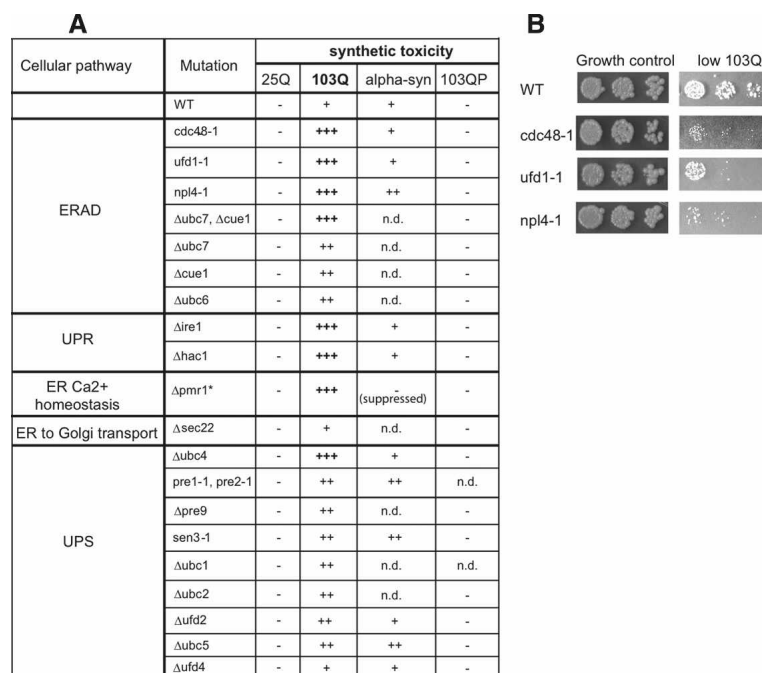 A
Cellular pathway Mutation synthetic toxicity
25Q 103Q alpha-syn 103QP
WT - + + -
ERAD
cdc48-1 - +++ + -
ufd1-1 - +++ + -
npl4-1 - +++ ++ -
Δubc7, Δcue1 - +++ n.d. -
Δubc7 - ++ n.d. -
Δcue1 - ++ n.d. -
Δubc6 - ++ n.d. -
UPR
Δire1 - +++ + -
Δhac1 - +++ + -
ER Ca2+ homeostasis
Δpmr1* - +++ - -
(suppressed)
ER to Golgi transport Δsec22 - + n.d. -
UPS
Δubc4 - +++ + -
pre1-1, pre2-1 - ++ ++ n.d.
Δpre9 - ++ n.d. -
sen3-1 - ++ ++ -
Δubc1 - ++ n.d. n.d.
Δubc2 - ++ n.d. -
Δufd2 - ++ + -
Δubc5 - ++ ++ -
Δufd4 - + + -
B
Growth control low 103Q
WT
cdc48-1
ufd1-1
npl4-1